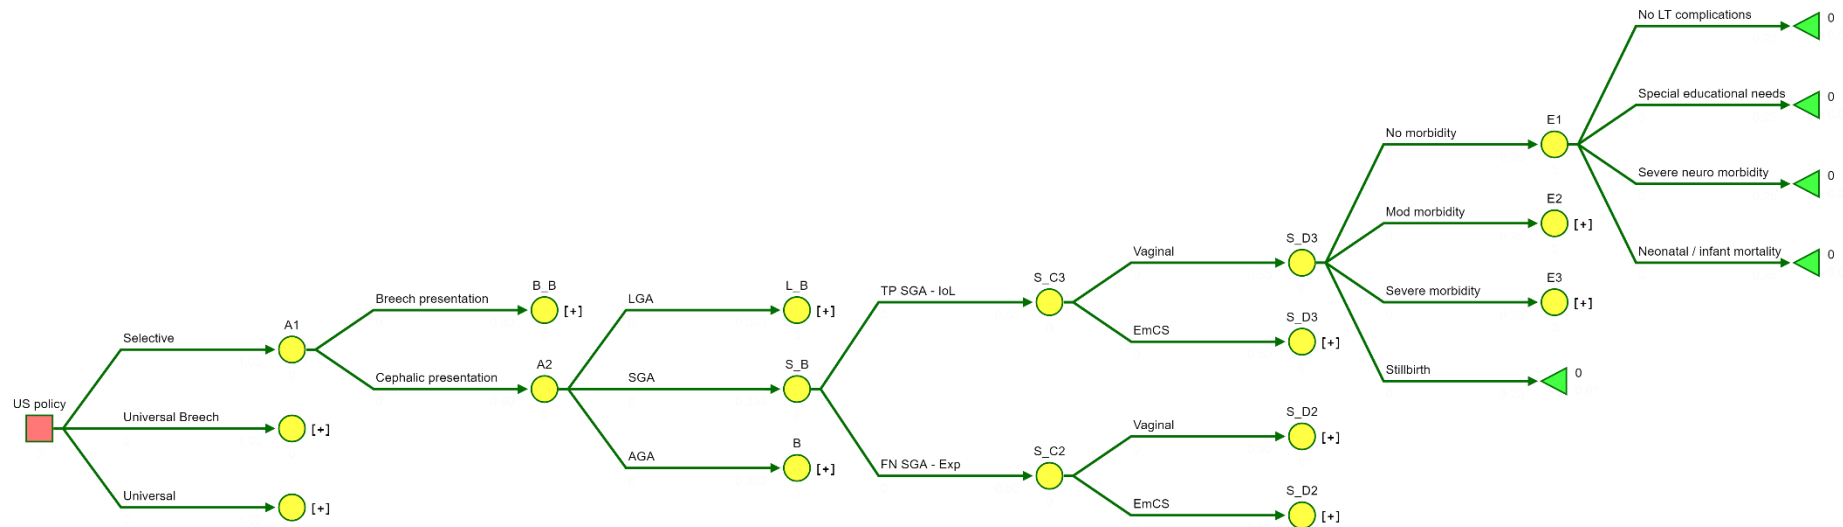 No LT complications
0
Special educational needs
0
E1
No morbidity
Severe neuro morbidity
0
E2
Mod morbidity
[+]
S_D3
Vaginal
Neonatal / infant mortality
0
E3
B_B
L_B
S_C3
TP SGA - IoL
Severe morbidity
[+]
Breech presentation
[+]
LGA
[+]
S_D3
A1
EmCS
[+]
Selective
A2
S_B
Stillbirth
0
Cephalic presentation
SGA
US policy
Universal Breech
[+]
S_D2
Vaginal
[+]
B
S_C2
AGA
[+]
FN SGA - Exp
S_D2
Universal
[+]
EmCS
[+]